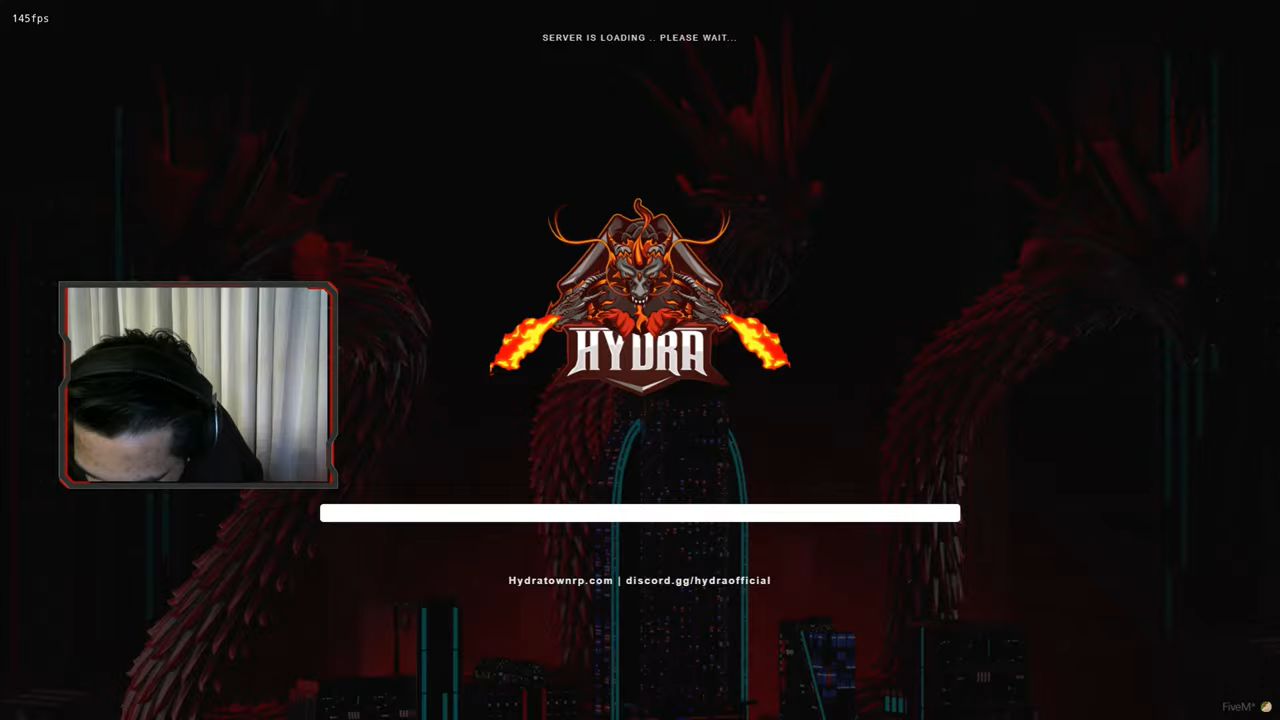 145fps
SERVER IS LOADING .. PLEASE WAIT...
HYDRA
Hydratownrp.com | discord.gg/hydraofficial
FiveM*